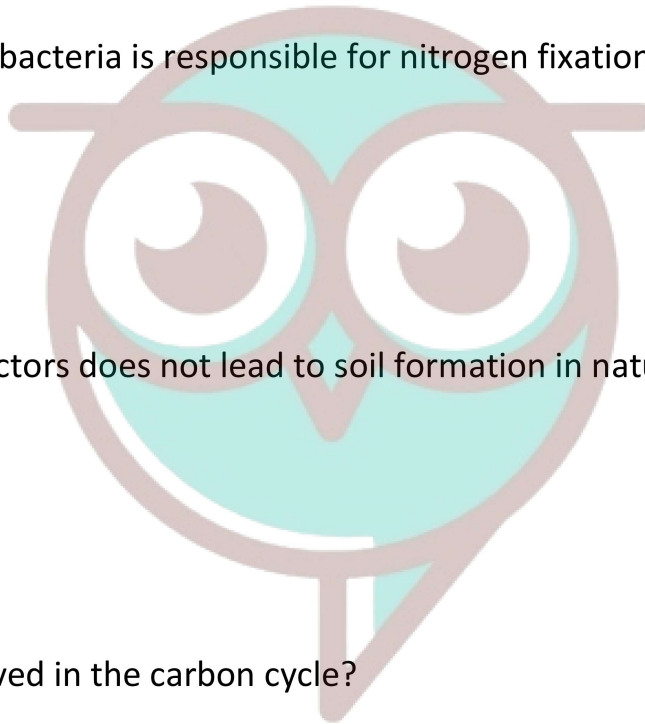 bacteria is responsible for nitrogen fixation
ctors does not lead to soil formation in natu
ved in the carbon cycle?